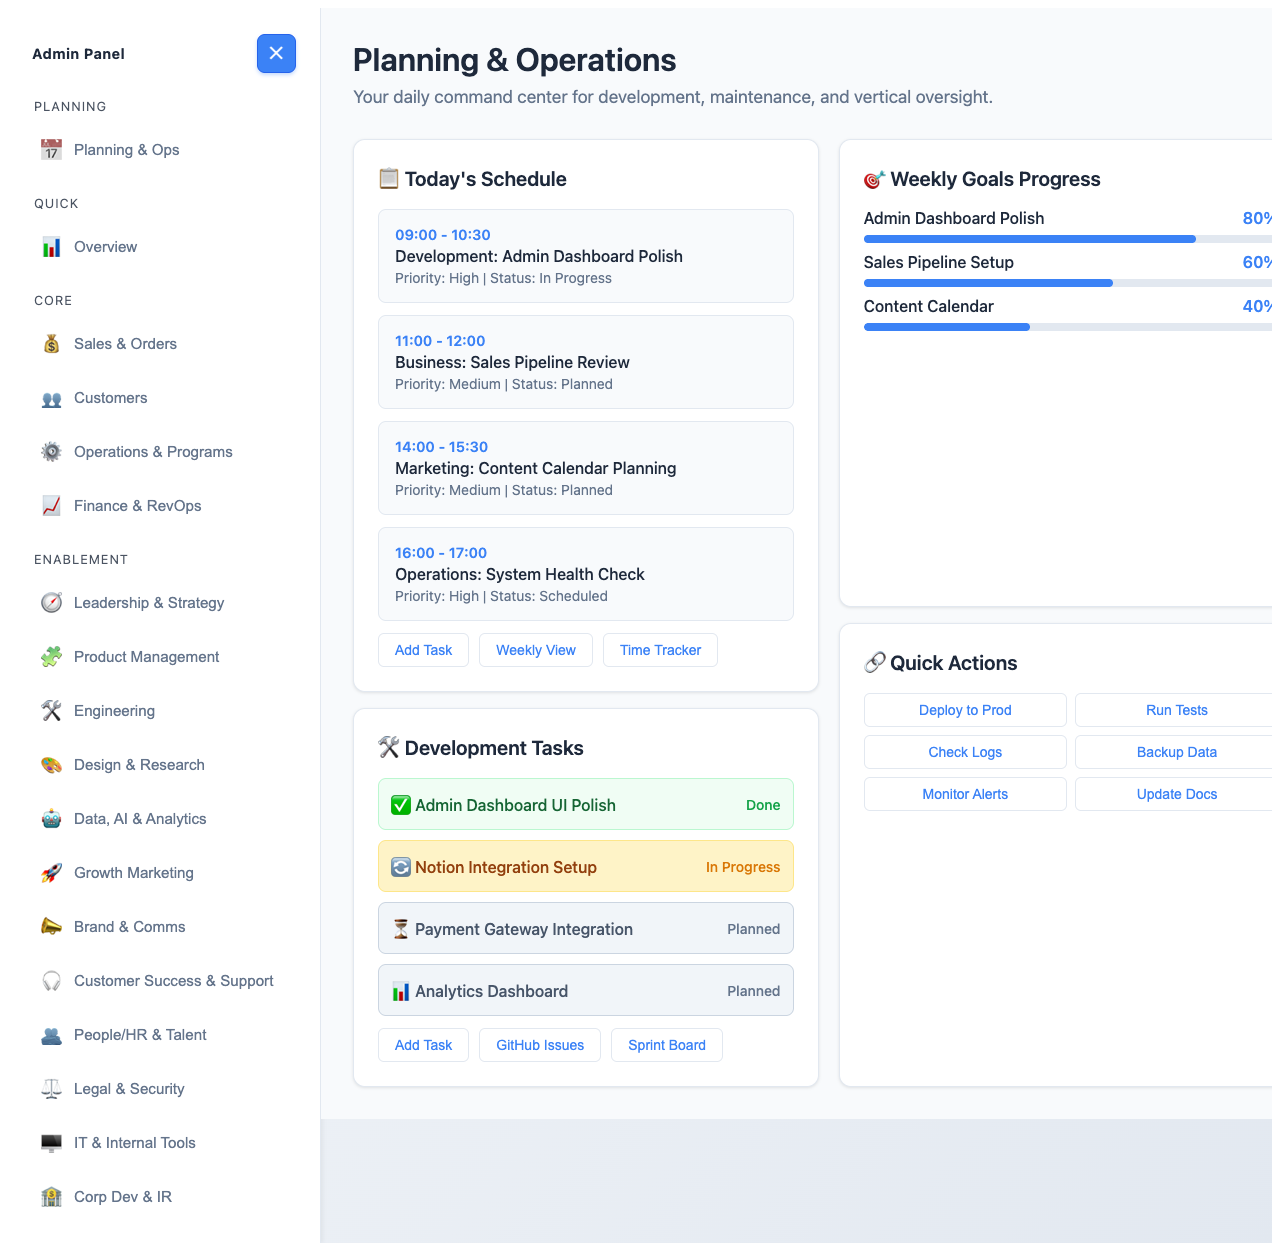 Admin Panel
PLANNING
Planning & Ops
QUICK
Overview
CORE
Sales & Orders
Customers
Operations & Programs
Finance & RevOps
ENABLEMENT
Leadership & Strategy
Product Management
Engineering
Design & Research
Data, AI & Analytics
Growth Marketing
Brand & Comms
Customer Success & Support
People/HR & Talent
Legal & Security
IT & Internal Tools
Corp Dev & IR
Planning & Operations
Your daily command center for development, maintenance, and vertical oversight.
Today's Schedule
09:00 - 10:30
Development: Admin Dashboard Polish
Priority: High | Status: In Progress
11:00 - 12:00
Business: Sales Pipeline Review
Priority: Medium | Status: Planned
14:00 - 15:30
Marketing: Content Calendar Planning
Priority: Medium | Status: Planned
16:00 - 17:00
Operations: System Health Check
Priority: High | Status: Scheduled
Add Task Weekly View Time Tracker
Development Tasks
Admin Dashboard UI Polish Done
Notion Integration Setup In Progress
Payment Gateway Integration Planned
Analytics Dashboard Planned
Add Task GitHub Issues Sprint Board
Weekly Goals Progress
Admin Dashboard Polish 80%
Sales Pipeline Setup 60%
Content Calendar 40%
Quick Actions
Deploy to Prod Run Tests
Check Logs Backup Data
Monitor Alerts Update Docs